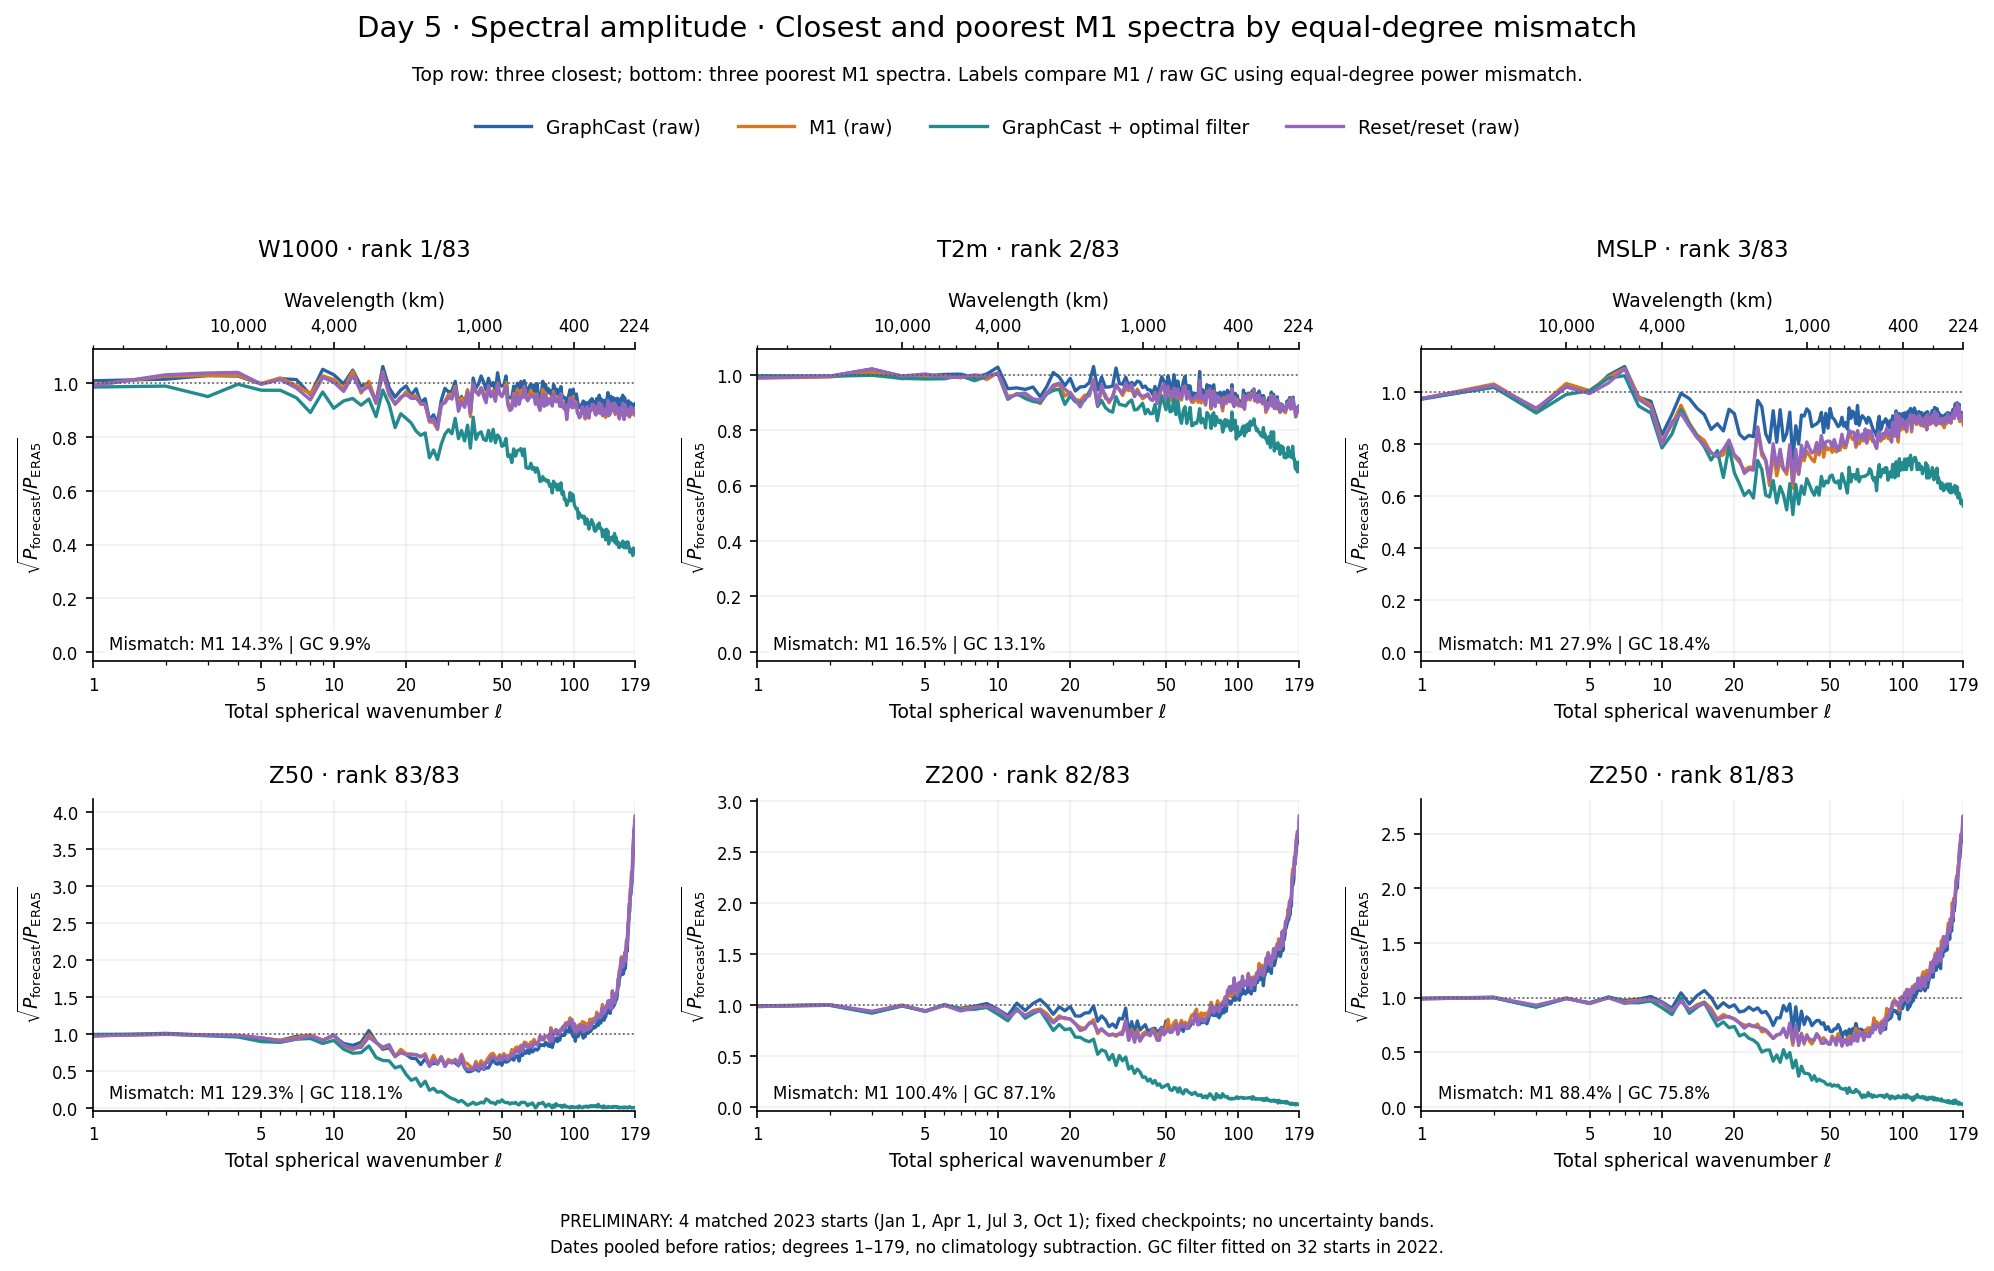 Day 5 · Spectral amplitude · Closest and poorest M1 spectra by equal-degree mismatch
Top row: three closest; bottom: three poorest M1 spectra. Labels compare M1 / raw GC using equal-degree power mismatch.
GraphCast (raw) M1 (raw) GraphCast + optimal filter Reset/reset (raw)
W1000 · rank 1/83
Wavelength (km)
10,000 4,000 1,000 400 224
1.0
0.8
0.6
0.4
0.2
0.0
√P_forecast/P_ERA5
Mismatch: M1 14.3% | GC 9.9%
1 5 10 20 50 100 179
Total spherical wavenumber ℓ
T2m · rank 2/83
Wavelength (km)
10,000 4,000 1,000 400 224
1.0
0.8
0.6
0.4
0.2
0.0
√P_forecast/P_ERA5
Mismatch: M1 16.5% | GC 13.1%
1 5 10 20 50 100 179
Total spherical wavenumber ℓ
MSLP · rank 3/83
Wavelength (km)
10,000 4,000 1,000 400 224
1.0
0.8
0.6
0.4
0.2
0.0
√P_forecast/P_ERA5
Mismatch: M1 27.9% | GC 18.4%
1 5 10 20 50 100 179
Total spherical wavenumber ℓ
Z50 · rank 83/83
4.0
3.5
3.0
2.5
2.0
1.5
1.0
0.5
0.0
√P_forecast/P_ERA5
Mismatch: M1 129.3% | GC 118.1%
1 5 10 20 50 100 179
Total spherical wavenumber ℓ
Z200 · rank 82/83
3.0
2.5
2.0
1.5
1.0
0.5
0.0
√P_forecast/P_ERA5
Mismatch: M1 100.4% | GC 87.1%
1 5 10 20 50 100 179
Total spherical wavenumber ℓ
Z250 · rank 81/83
2.5
2.0
1.5
1.0
0.5
0.0
√P_forecast/P_ERA5
Mismatch: M1 88.4% | GC 75.8%
1 5 10 20 50 100 179
Total spherical wavenumber ℓ
PRELIMINARY: 4 matched 2023 starts (Jan 1, Apr 1, Jul 3, Oct 1); fixed checkpoints; no uncertainty bands.
Dates pooled before ratios; degrees 1–179, no climatology subtraction. GC filter fitted on 32 starts in 2022.